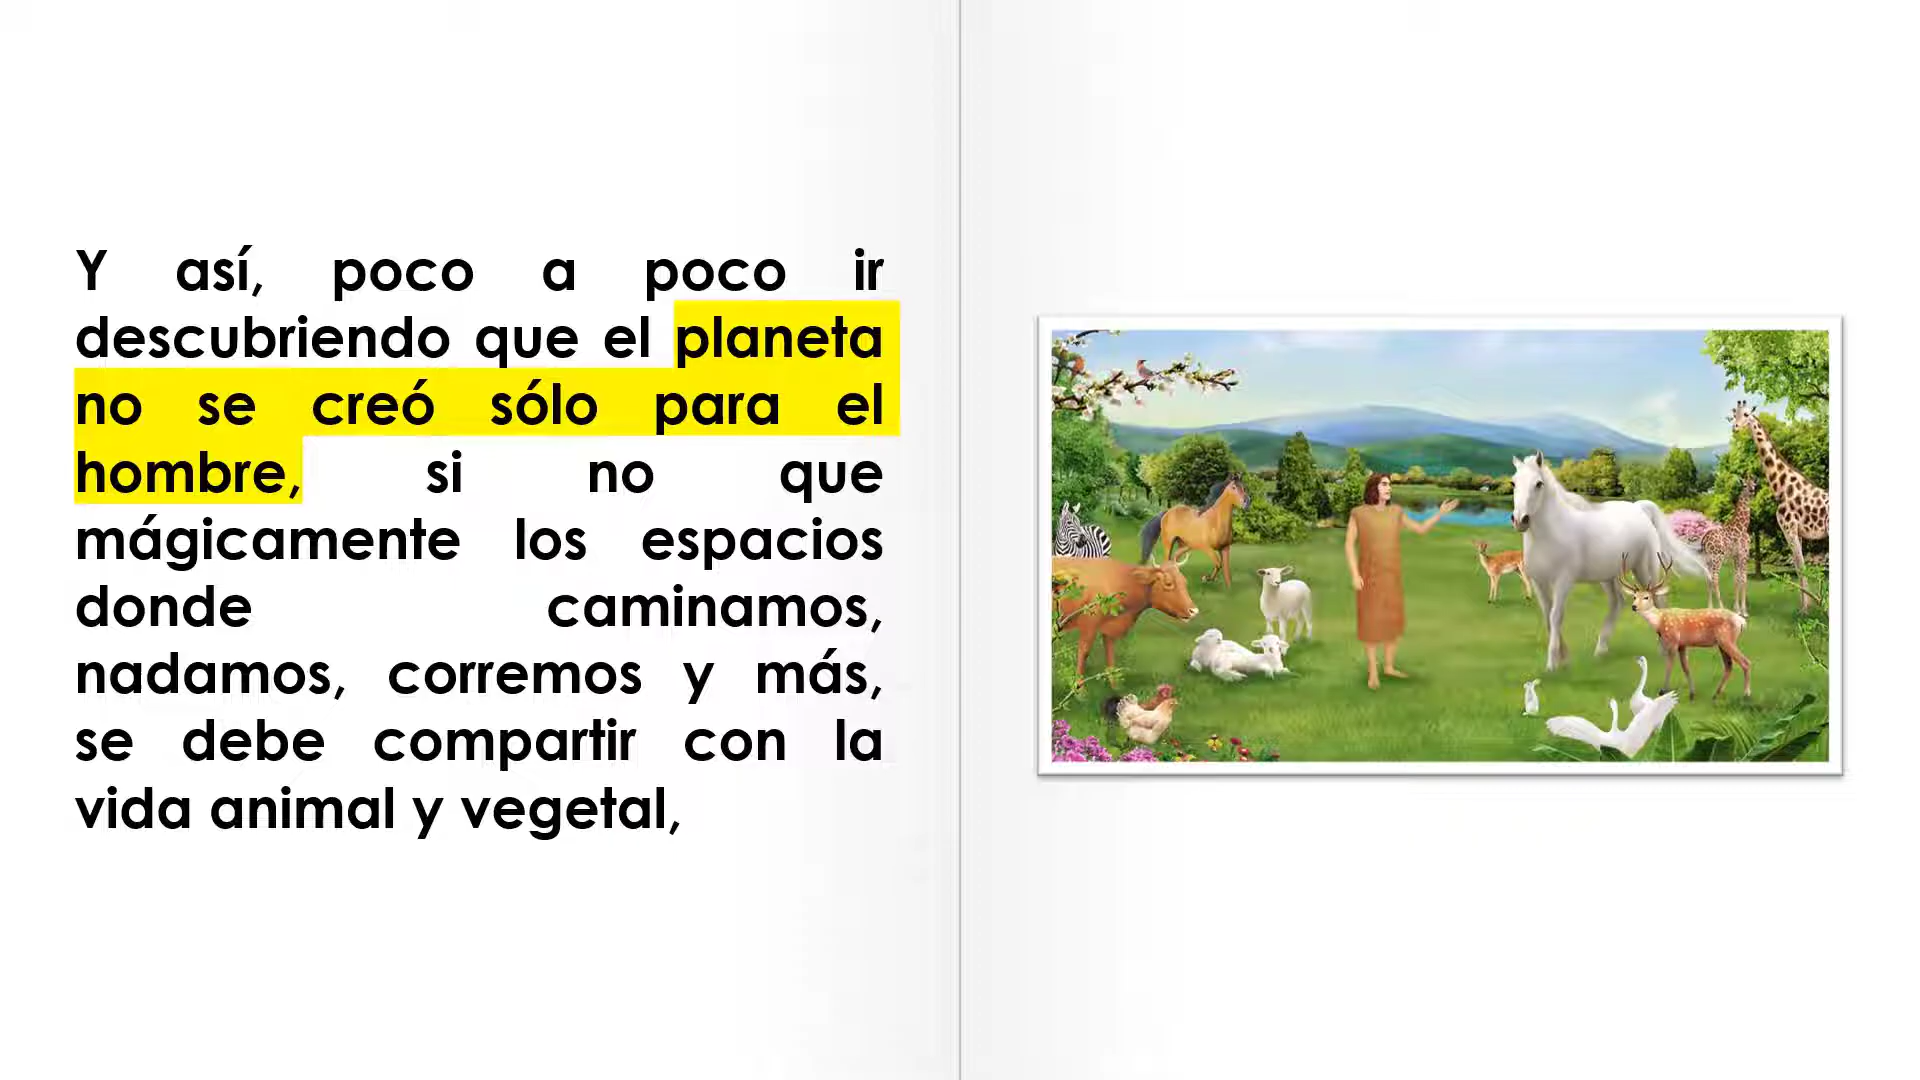 Y así, poco a poco ir
descubriendo que el planeta
no se creó sólo para el
hombre, si no que
mágicamente los espacios
donde caminamos,
nadamos, corremos y más,
se debe compartir con la
vida animal y vegetal,